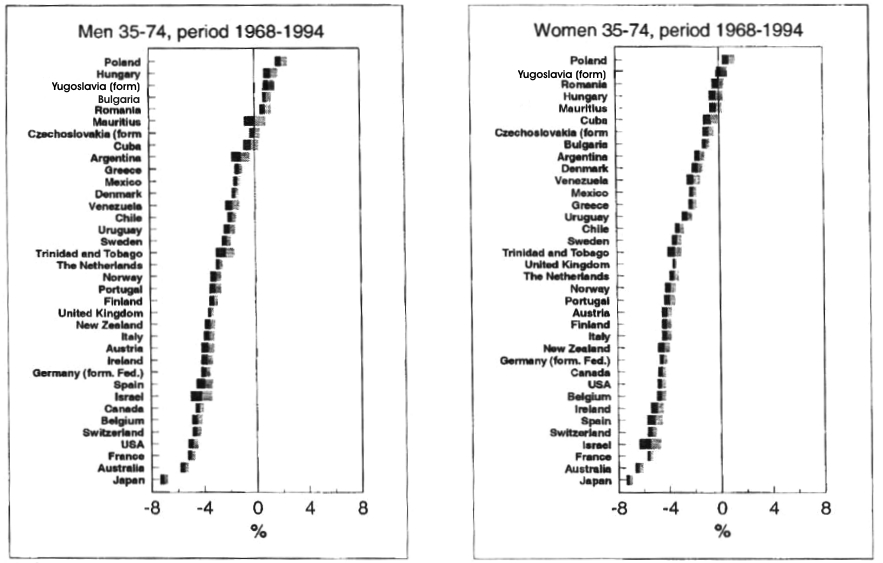 Men 35-74, period 1968-1994
Poland
Hungary
Yugoslavia (form)
Bulgaria
Romania
Mauritius
Czechoslovakia (form
Cuba
Argentina
Greece
Mexico
Denmark
Venezuela
Chile
Uruguay
Sweden
Trinidad and Tobago
The Netherlands
Norway
Portugal
Finland
United Kingdom
New Zealand
Italy
Austria
Ireland
Germany (form. Fed.)
Spain
Israel
Canada
Belgium
Switzerland
USA
France
Australia
Japan
-8 -4 0 4 8
%
Women 35-74, period 1968-1994
Poland
Yugoslavia (form)
Romania
Hungary
Mauritius
Cuba
Czechoslovakia (form
Bulgaria
Argentina
Denmark
Venezuela
Mexico
Greece
Uruguay
Chile
Sweden
Trinidad and Tobago
United Kingdom
The Netherlands
Norway
Portugal
Austria
Finland
Italy
New Zealand
Germany (form. Fed.)
Canada
USA
Belgium
Ireland
Spain
Switzerland
Israel
France
Australia
Japan
-8 -4 0 4 8
%